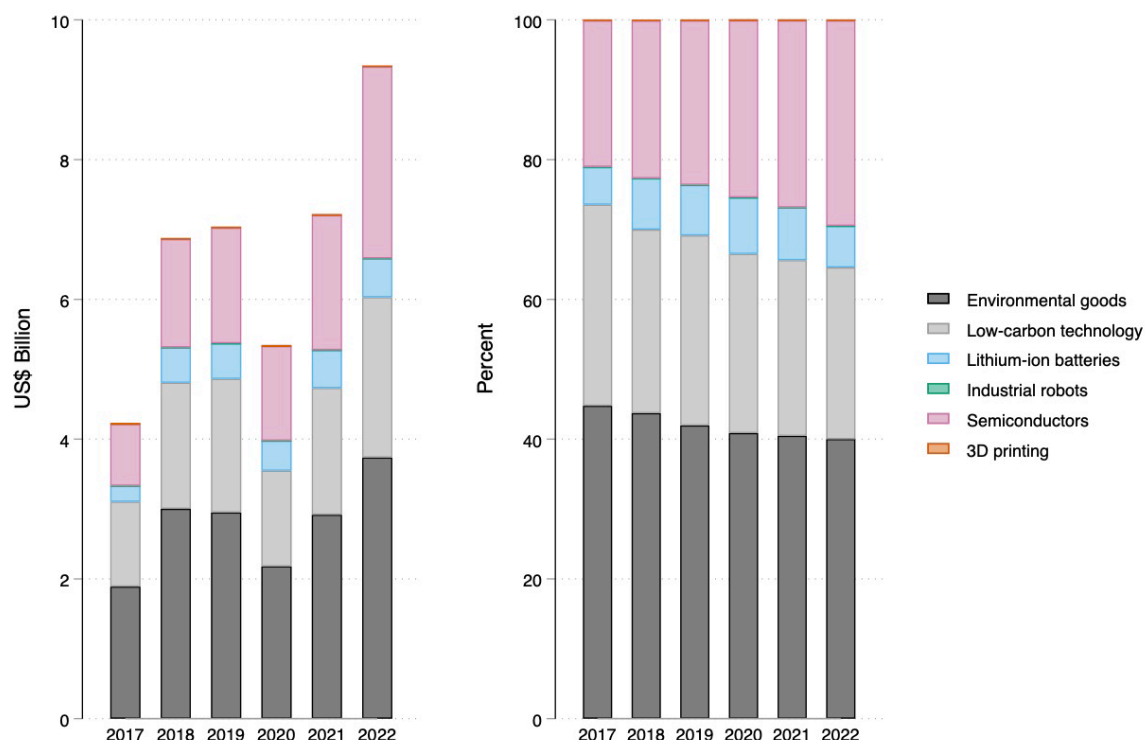 US$ Billion
10
8
6
4
2
0
2017 2018 2019 2020 2021 2022
Percent
100
80
60
40
20
0
2017 2018 2019 2020 2021 2022
Environmental goods
Low-carbon technology
Lithium-ion batteries
Industrial robots
Semiconductors
3D printing